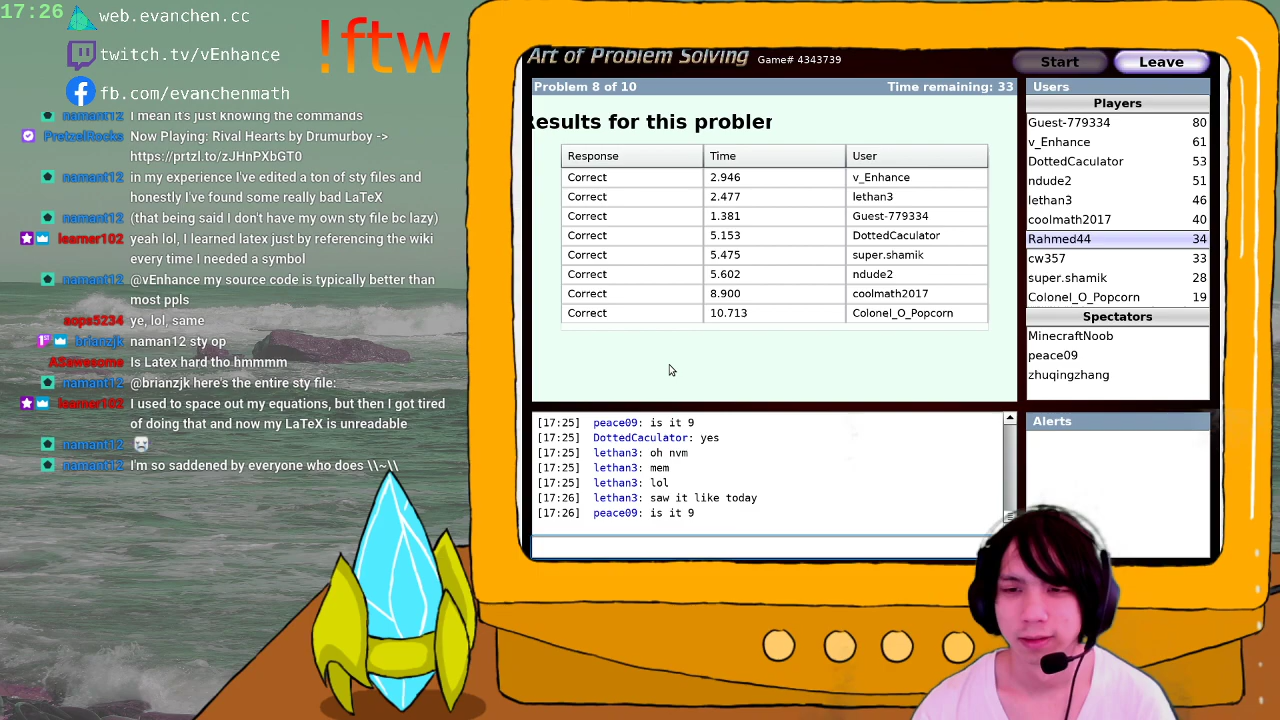 17:26
web.evanchen.cc
twitch.tv/vEnhance
fb.com/evanchenmath
!ftw
namant12 I mean it's just knowing the commands
PretzelRocks Now Playing: Rival Hearts by Drumurboy ->
https://prtzl.to/zJHnPXbGT0
namant12 in my experience I've edited a ton of sty files and
honestly I've found some really bad LaTeX
namant12 (that being said I don't have my own sty file bc lazy)
learner102 yeah lol, I learned latex just by referencing the wiki
every time I needed a symbol
namant12 @vEnhance my source code is typically better than
most ppls
aops5234 ye, lol, same
brianzjk naman12 sty op
ASawesome Is Latex hard tho hmmmm
namant12 @brianzjk here's the entire sty file:
learner102 I used to space out my equations, but then I got tired
of doing that and now my LaTeX is unreadable
namant12
namant12 I'm so saddened by everyone who does \\~\\
Art of Problem Solving Game# 4343739
Start Leave
Problem 8 of 10 Time remaining: 33
Results for this problem
Response Time User
Correct 2.946 v_Enhance
Correct 2.477 lethan3
Correct 1.381 Guest-779334
Correct 5.153 DottedCaculator
Correct 5.475 super.shamik
Correct 5.602 ndude2
Correct 8.900 coolmath2017
Correct 10.713 Colonel_O_Popcorn
[17:25] peace09: is it 9
[17:25] DottedCaculator: yes
[17:25] lethan3: oh nvm
[17:25] lethan3: mem
[17:25] lethan3: lol
[17:26] lethan3: saw it like today
[17:26] peace09: is it 9
Users
Players
Guest-779334 80
v_Enhance 61
DottedCaculator 53
ndude2 51
lethan3 46
coolmath2017 40
Rahmed44 34
cw357 33
super.shamik 28
Colonel_O_Popcorn 19
Spectators
MinecraftNoob
peace09
zhuqingzhang
Alerts